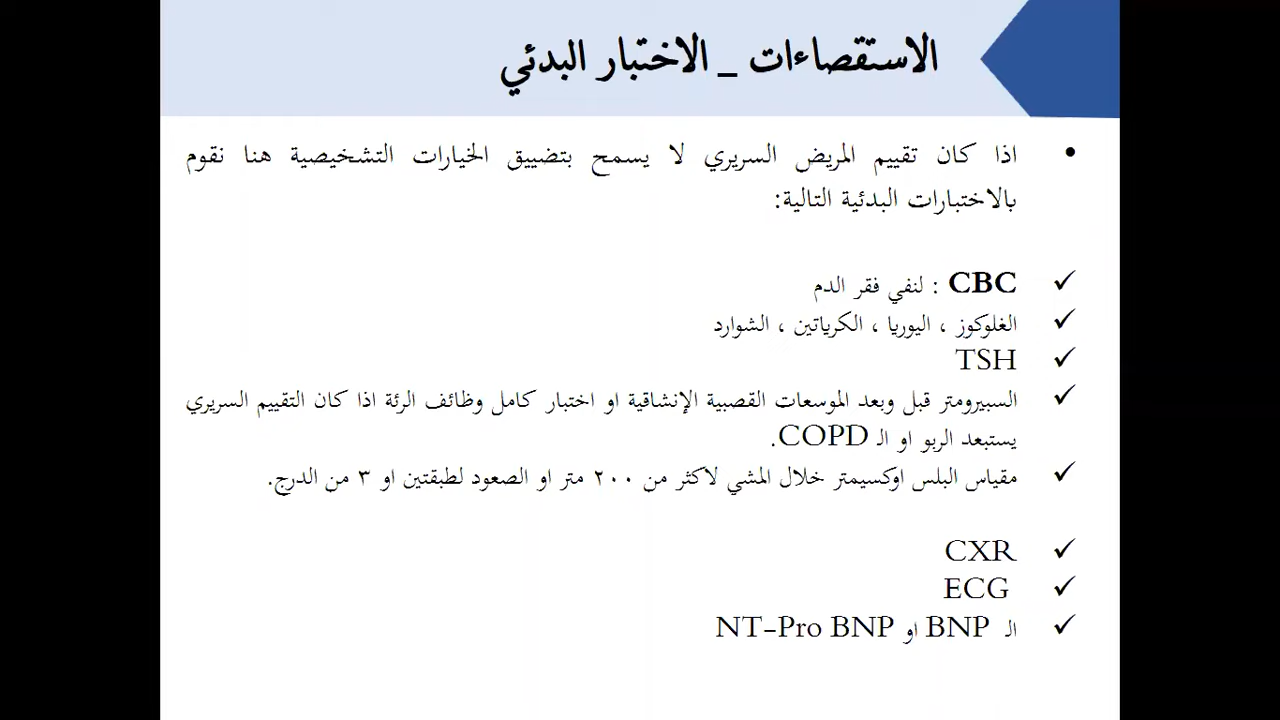 الاستقصاءات _ الاختبار البدئي
• اذا كان تقييم المريض السريري لا يسمح بتضييق الخيارات التشخيصية هنا نقوم
بالاختبارات البدئية التالية:
✓ CBC : لنفي فقر الدم
✓ الغلوكوز ، اليوريا ، الكرياتين ، الشوارد
✓ TSH
✓ السبيرومتر قبل وبعد الموسعات القصبية الإنشاقية او اختبار كامل وظائف الرئة اذا كان التقييم السريري
يستبعد الربو او الـ COPD.
✓ مقياس البلس اوكسيمتر خلال المشي لاكثر من ٢٠٠ متر او الصعود لطبقتين او ٣ من الدرج.
✓ CXR
✓ ECG
✓ الـ BNP او NT-Pro BNP